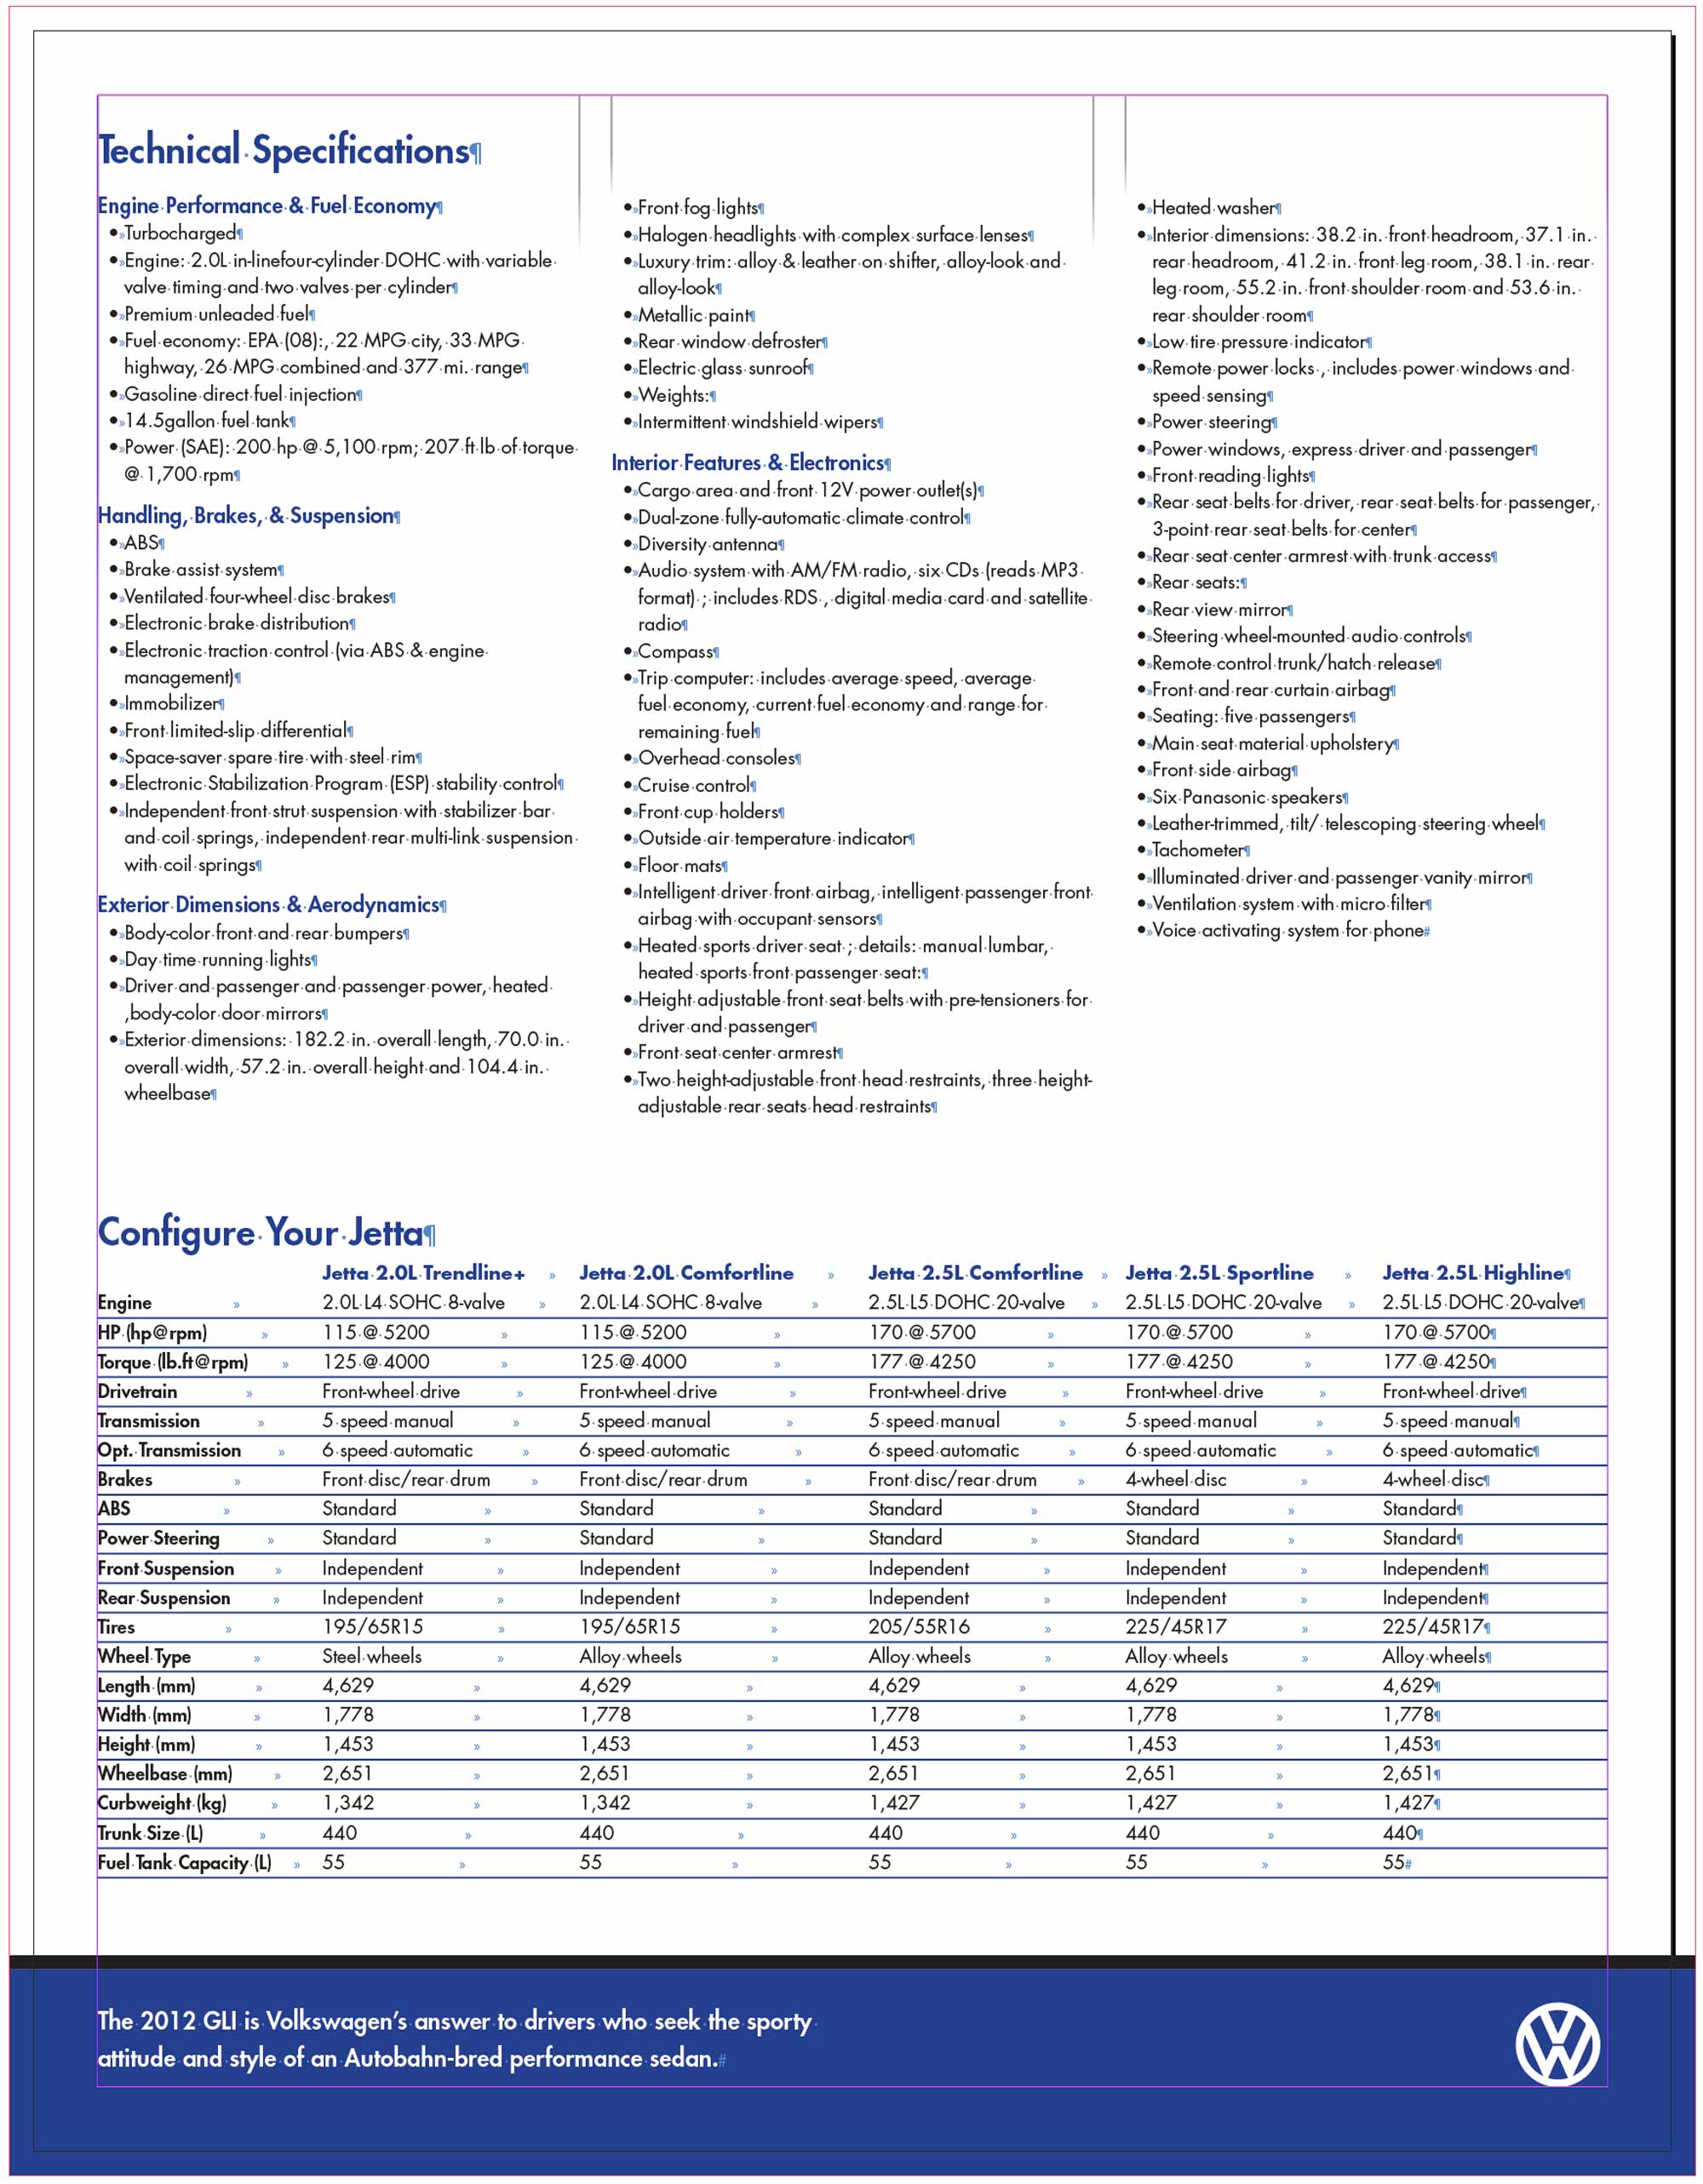 Technical Specifications
Engine Performance & Fuel Economy
• Turbocharged
• Engine: 2.0L in-linefour-cylinder DOHC with variable
valve timing and two valves per cylinder
• Premium unleaded fuel
• Fuel economy: EPA (08):, 22 MPG city, 33 MPG
highway, 26 MPG combined and 377 mi. range
• Gasoline direct fuel injection
• 14.5gallon fuel tank
• Power (SAE): 200 hp @ 5,100 rpm; 207 ft lb of torque
@ 1,700 rpm
Handling, Brakes, & Suspension
• ABS
• Brake assist system
• Ventilated four-wheel disc brakes
• Electronic brake distribution
• Electronic traction control (via ABS & engine
management)
• Immobilizer
• Front limited-slip differential
• Space-saver spare tire with steel rim
• Electronic Stabilization Program (ESP) stability control
• Independent front strut suspension with stabilizer bar
and coil springs, independent rear multi-link suspension
with coil springs
Exterior Dimensions & Aerodynamics
• Body-color front and rear bumpers
• Day time running lights
• Driver and passenger and passenger power, heated
,body-color door mirrors
• Exterior dimensions: 182.2 in. overall length, 70.0 in.
overall width, 57.2 in. overall height and 104.4 in.
wheelbase
• Front fog lights
• Halogen headlights with complex surface lenses
• Luxury trim: alloy & leather on shifter, alloy-look and
alloy-look
• Metallic paint
• Rear window defroster
• Electric glass sunroof
• Weights:
• Intermittent windshield wipers
Interior Features & Electronics
• Cargo area and front 12V power outlet(s)
• Dual-zone fully-automatic climate control
• Diversity antenna
• Audio system with AM/FM radio, six CDs (reads MP3
format) ; includes RDS , digital media card and satellite
radio
• Compass
• Trip computer: includes average speed, average
fuel economy, current fuel economy and range for
remaining fuel
• Overhead consoles
• Cruise control
• Front cup holders
• Outside air temperature indicator
• Floor mats
• Intelligent driver front airbag, intelligent passenger front
airbag with occupant sensors
• Heated sports driver seat ; details: manual lumbar,
heated sports front passenger seat:
• Height adjustable front seat belts with pre-tensioners for
driver and passenger
• Front seat center armrest
• Two height-adjustable front head restraints, three height-
adjustable rear seats head restraints
• Heated washer
• Interior dimensions: 38.2 in. front headroom, 37.1 in.
rear headroom, 41.2 in. front leg room, 38.1 in. rear
leg room, 55.2 in. front shoulder room and 53.6 in.
rear shoulder room
• Low tire pressure indicator
• Remote power locks , includes power windows and
speed sensing
• Power steering
• Power windows, express driver and passenger
• Front reading lights
• Rear seat belts for driver, rear seat belts for passenger,
3-point rear seat belts for center
• Rear seat center armrest with trunk access
• Rear seats:
• Rear view mirror
• Steering wheel-mounted audio controls
• Remote control trunk/hatch release
• Front and rear curtain airbag
• Seating: five passengers
• Main seat material upholstery
• Front side airbag
• Six Panasonic speakers
• Leather-trimmed, tilt/ telescoping steering wheel
• Tachometer
• Illuminated driver and passenger vanity mirror
• Ventilation system with micro filter
• Voice activating system for phone
Configure Your Jetta
Jetta 2.0L Trendline+ Jetta 2.0L Comfortline Jetta 2.5L Comfortline Jetta 2.5L Sportline Jetta 2.5L Highline
Engine 2.0L L4 SOHC 8-valve 2.0L L4 SOHC 8-valve 2.5L L5 DOHC 20-valve 2.5L L5 DOHC 20-valve 2.5L L5 DOHC 20-valve
HP (hp@rpm) 115 @ 5200 115 @ 5200 170 @ 5700 170 @ 5700 170 @ 5700
Torque (lb.ft@rpm) 125 @ 4000 125 @ 4000 177 @ 4250 177 @ 4250 177 @ 4250
Drivetrain Front-wheel drive Front-wheel drive Front-wheel drive Front-wheel drive Front-wheel drive
Transmission 5 speed manual 5 speed manual 5 speed manual 5 speed manual 5 speed manual
Opt. Transmission 6 speed automatic 6 speed automatic 6 speed automatic 6 speed automatic 6 speed automatic
Brakes Front disc/rear drum Front disc/rear drum Front disc/rear drum 4-wheel disc 4-wheel disc
ABS Standard Standard Standard Standard Standard
Power Steering Standard Standard Standard Standard Standard
Front Suspension Independent Independent Independent Independent Independent
Rear Suspension Independent Independent Independent Independent Independent
Tires 195/65R15 195/65R15 205/55R16 225/45R17 225/45R17
Wheel Type Steel wheels Alloy wheels Alloy wheels Alloy wheels Alloy wheels
Length (mm) 4,629 4,629 4,629 4,629 4,629
Width (mm) 1,778 1,778 1,778 1,778 1,778
Height (mm) 1,453 1,453 1,453 1,453 1,453
Wheelbase (mm) 2,651 2,651 2,651 2,651 2,651
Curbweight (kg) 1,342 1,342 1,427 1,427 1,427
Trunk Size (L) 440 440 440 440 440
Fuel Tank Capacity (L) 55 55 55 55 55
The 2012 GLI is Volkswagen's answer to drivers who seek the sporty
attitude and style of an Autobahn-bred performance sedan.